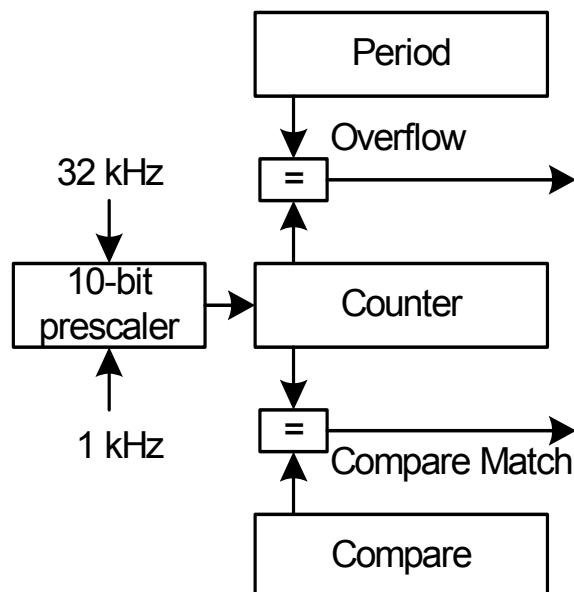 Period
Overflow
=
32 kHz
10-bit
prescaler
Counter
1 kHz
=
Compare Match
Compare